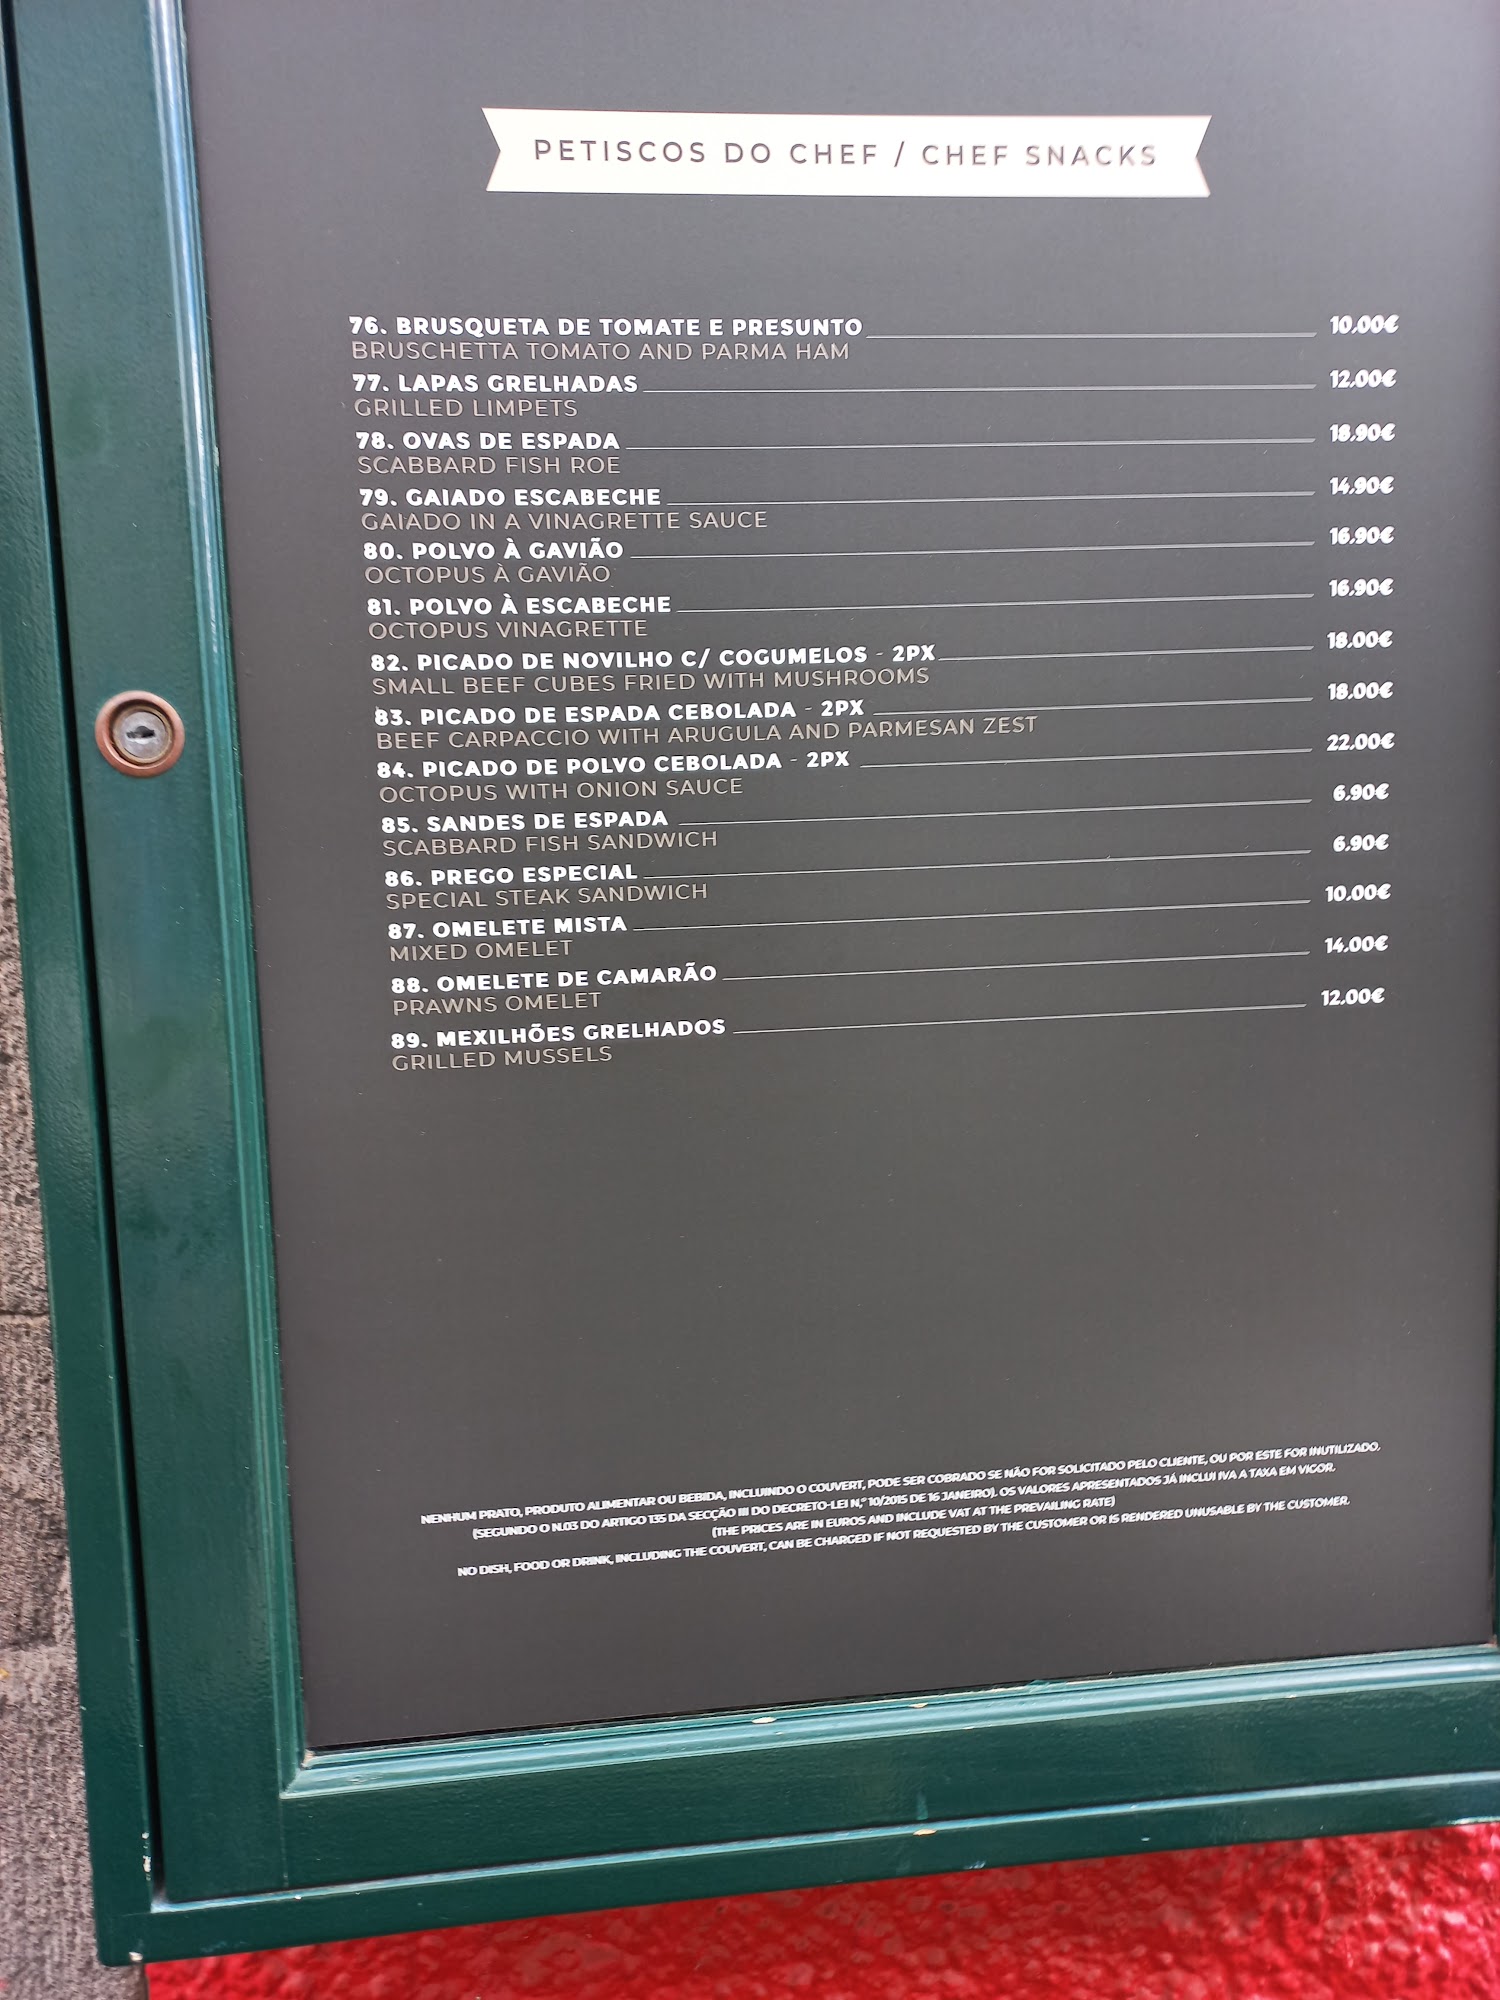 PETISCOS DO CHEF / CHEF SNACKS
76. BRUSQUETA DE TOMATE E PRESUNTO 10.00€
BRUSCHETTA TOMATO AND PARMA HAM
77. LAPAS GRELHADAS 12.00€
GRILLED LIMPETS
78. OVAS DE ESPADA 18.90€
SCABBARD FISH ROE
79. GAIADO ESCABECHE 14.90€
GAIADO IN A VINAGRETTE SAUCE
80. POLVO À GAVIÃO 16.90€
OCTOPUS À GAVIÃO
81. POLVO À ESCABECHE 16.90€
OCTOPUS VINAGRETTE
82. PICADO DE NOVILHO C/ COGUMELOS - 2PX 18.00€
SMALL BEEF CUBES FRIED WITH MUSHROOMS
83. PICADO DE ESPADA CEBOLADA - 2PX 18.00€
BEEF CARPACCIO WITH ARUGULA AND PARMESAN ZEST
84. PICADO DE POLVO CEBOLADA - 2PX 22.00€
OCTOPUS WITH ONION SAUCE
85. SANDES DE ESPADA 6.90€
SCABBARD FISH SANDWICH
86. PREGO ESPECIAL 6.90€
SPECIAL STEAK SANDWICH
87. OMELETE MISTA 10.00€
MIXED OMELET
88. OMELETE DE CAMARÃO 14.00€
PRAWNS OMELET
89. MEXILHÕES GRELHADOS 12.00€
GRILLED MUSSELS
NENHUM PRATO, PRODUTO ALIMENTAR OU BEBIDA, INCLUINDO O COUVERT, PODE SER COBRADO SE NÃO FOR SOLICITADO PELO CLIENTE, OU POR ESTE FOR INUTILIZADO.
(SEGUNDO O N.03 DO ARTIGO 135 DA SECÇÃO III DO DECRETO-LEI N.º 10/2015 DE 16 JANEIRO). OS VALORES APRESENTADOS JÁ INCLUI IVA A TAXA EM VIGOR.
(THE PRICES ARE IN EUROS AND INCLUDE VAT AT THE PREVAILING RATE)
NO DISH, FOOD OR DRINK, INCLUDING THE COUVERT, CAN BE CHARGED IF NOT REQUESTED BY THE CUSTOMER OR IS RENDERED UNUSABLE BY THE CUSTOMER.